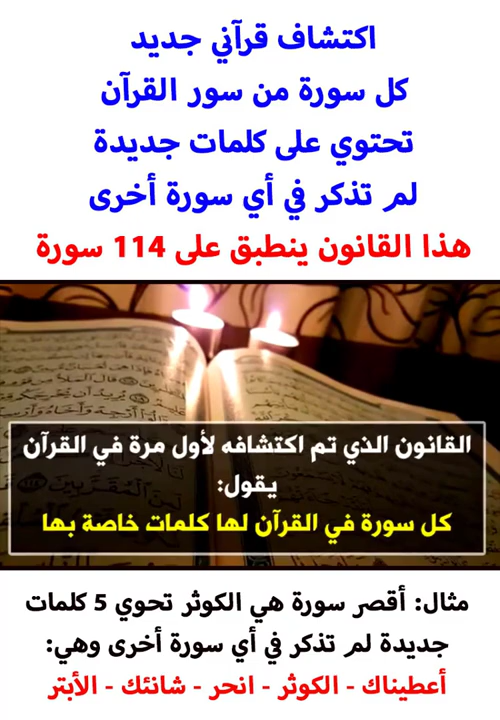 اكتشاف قرآني جديد
كل سورة من سور القرآن
تحتوي على كلمات جديدة
لم تذكر في أي سورة أخرى
هذا القانون ينطبق على 114 سورة
القانون الذي تم اكتشافه لأول مرة في القرآن
يقول:
كل سورة في القرآن لها كلمات خاصة بها
مثال: أقصر سورة هي الكوثر تحوي 5 كلمات
جديدة لم تذكر في أي سورة أخرى وهي:
أعطيناك - الكوثر - انحر - شانئك - الأبتر